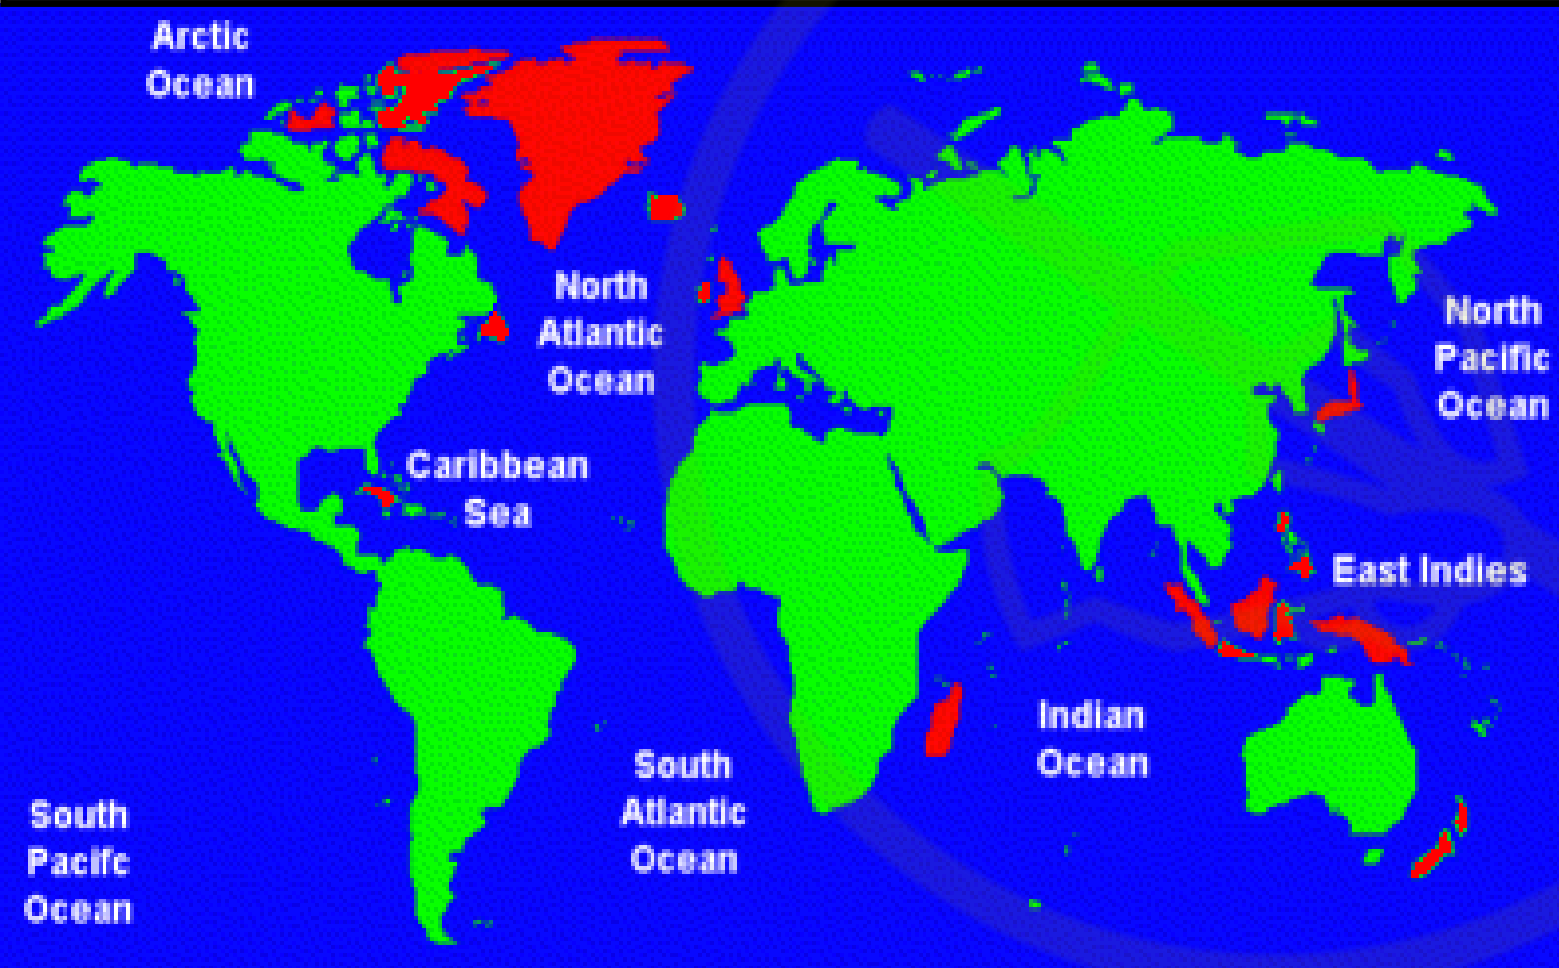 Arctic
Ocean
North
Atlantic
Ocean
North
Pacific
Ocean
Caribbean
Sea
East Indies
Indian
Ocean
South
Atlantic
Ocean
South
Pacifc
Ocean